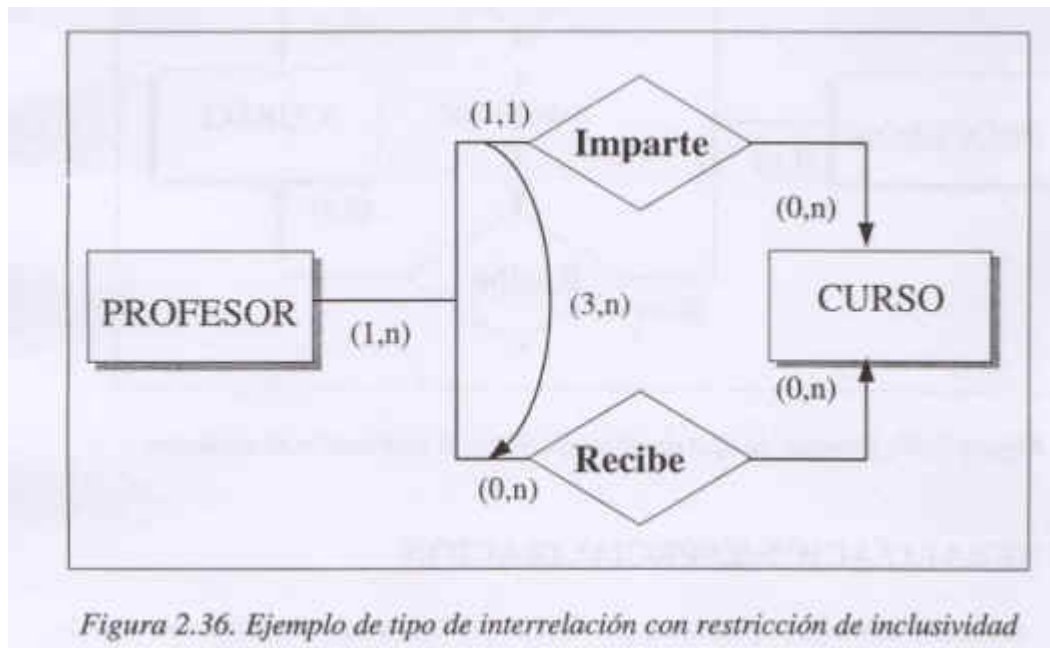 (1,1)
Imparte
(0,n)
PROFESOR
(1,n)
(3,n)
CURSO
(0,n)
(0,n)
Recibe
Figura 2.36. Ejemplo de tipo de interrelación con restricción de inclusividad